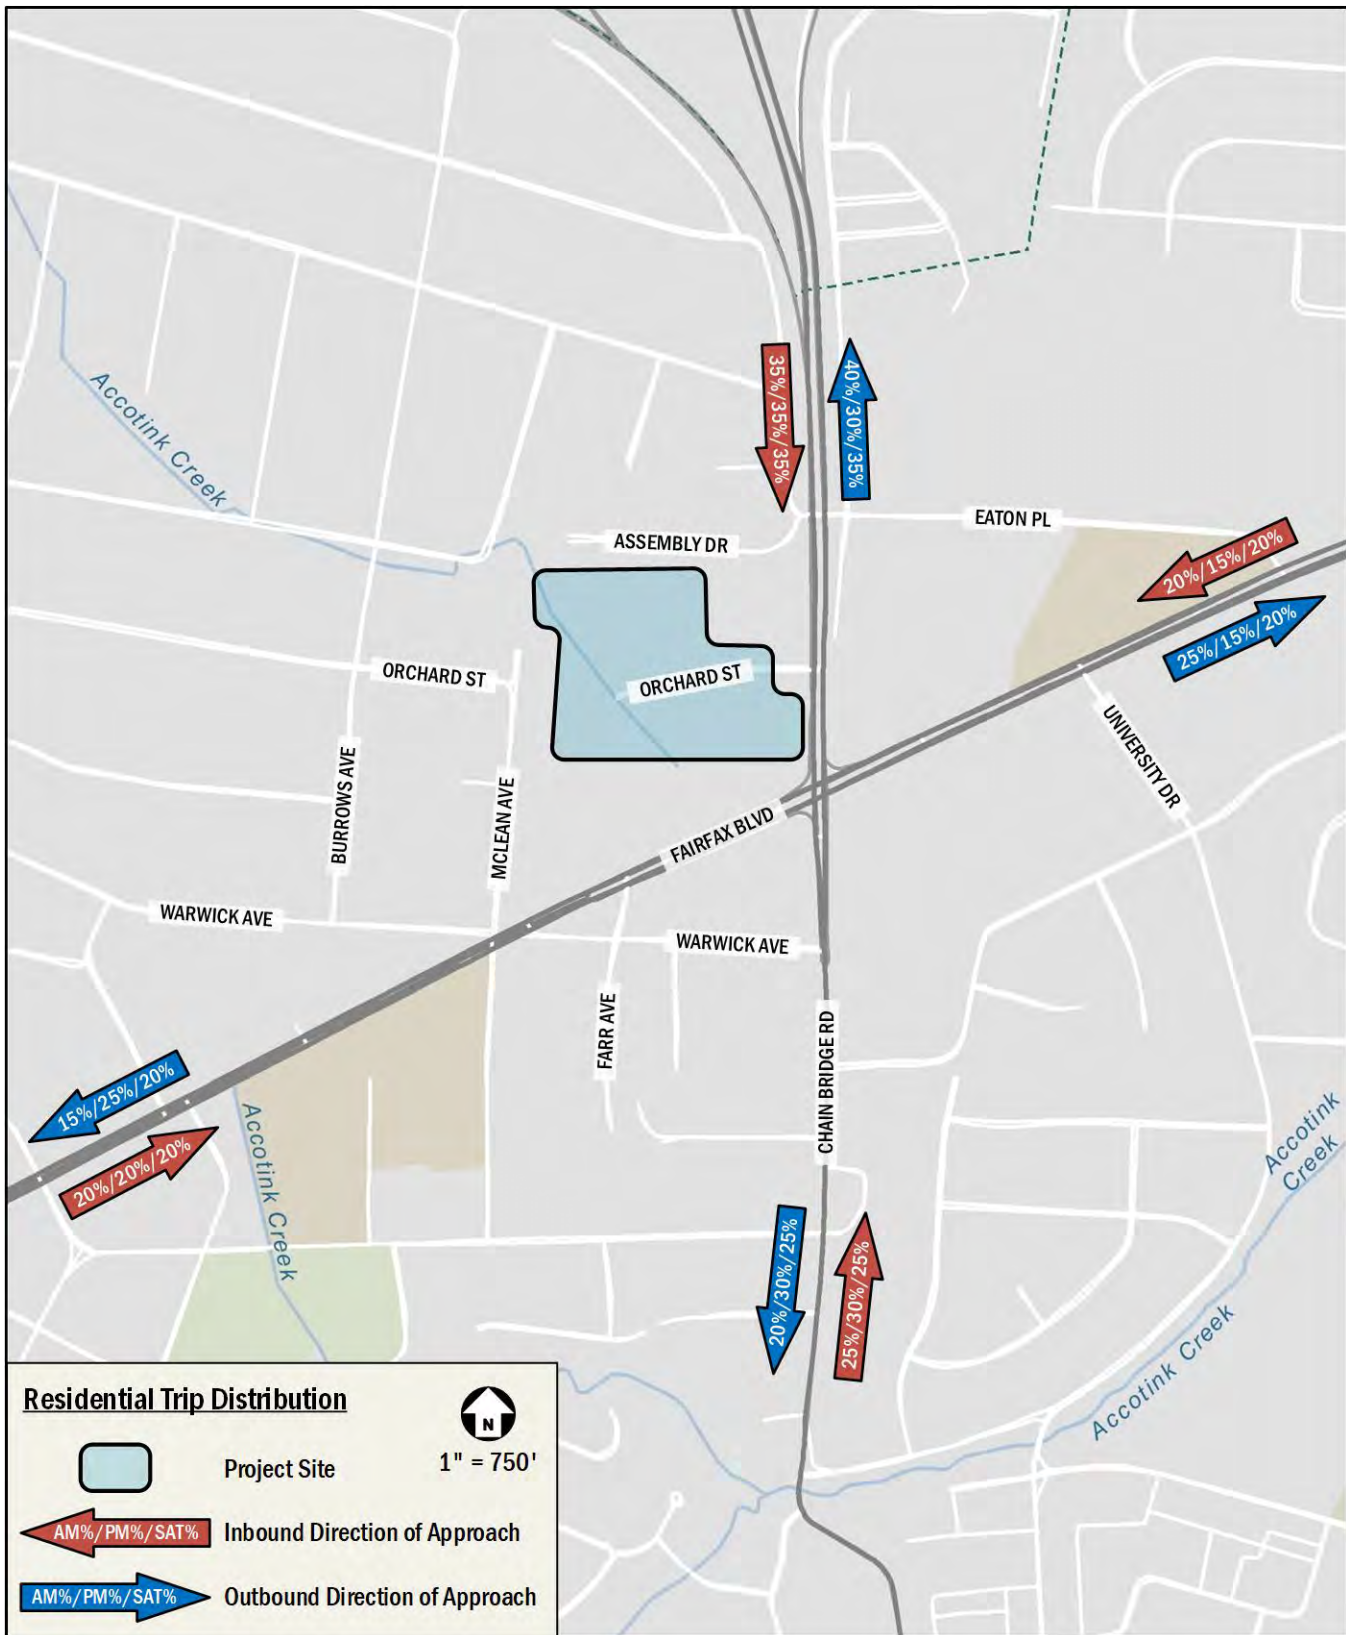 Accotink Creek
35%/35%/35%
40%/30%/35%
EATON PL
ASSEMBLY DR
20%/15%/20%
25%/15%/20%
ORCHARD ST
ORCHARD ST
UNIVERSITY DR
BURROWS AVE
MCLEAN AVE
FAIRFAX BLVD
WARWICK AVE
WARWICK AVE
FARR AVE
CHAIN BRIDGE RD
15%/25%/20%
20%/20%/20%
Accotink Creek
Accotink
Creek
20%/30%/25%
25%/30%/25%
Accotink Creek
Residential Trip Distribution
N
Project Site
1" = 750'
AM%/PM%/SAT%
Inbound Direction of Approach
AM%/PM%/SAT%
Outbound Direction of Approach